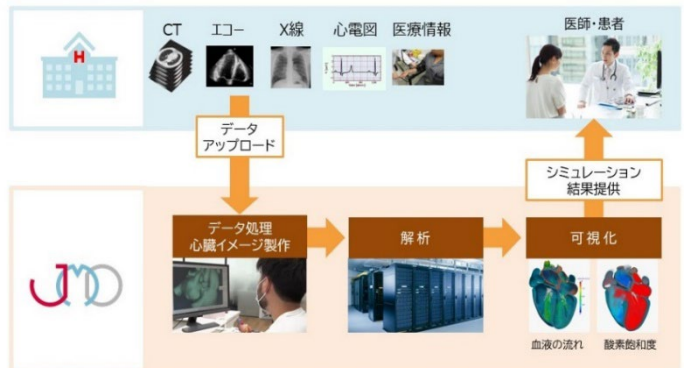 CT
エコー
X線
心電図
医療情報
医師・患者
H
データ
アップロード
シミュレーション
結果提供
データ処理
心臓イメージ製作
解析
可視化
JMO
血液の流れ
酸素飽和度